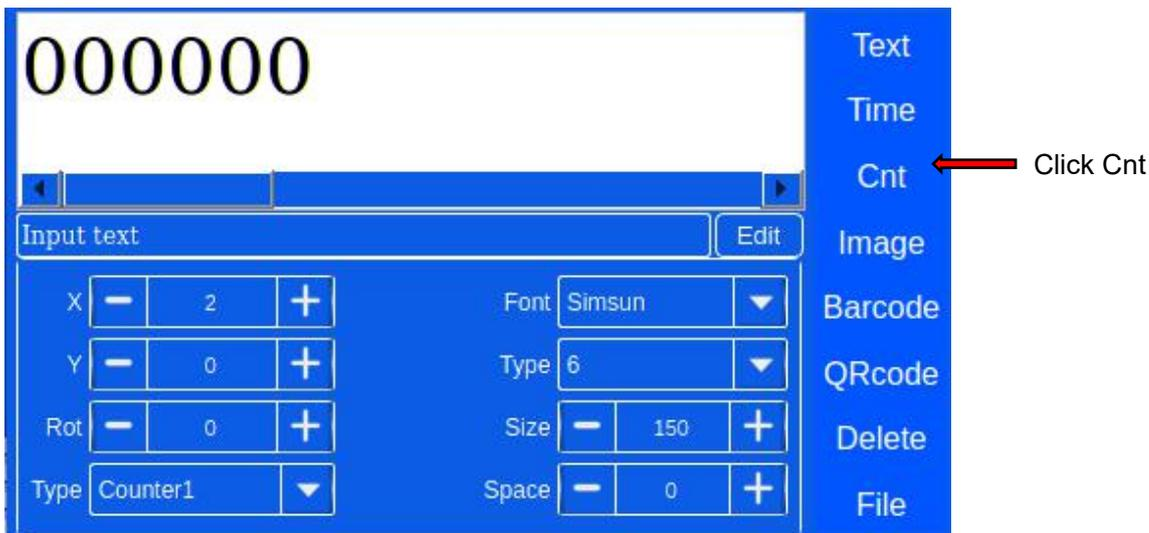 000000
Input text
Edit
X
2
Font
Simsun
Y
0
Type
6
Rot
0
Size
150
Type
Counter1
Space
0
Text
Time
Cnt
Image
Barcode
QRcode
Delete
File
Click Cnt